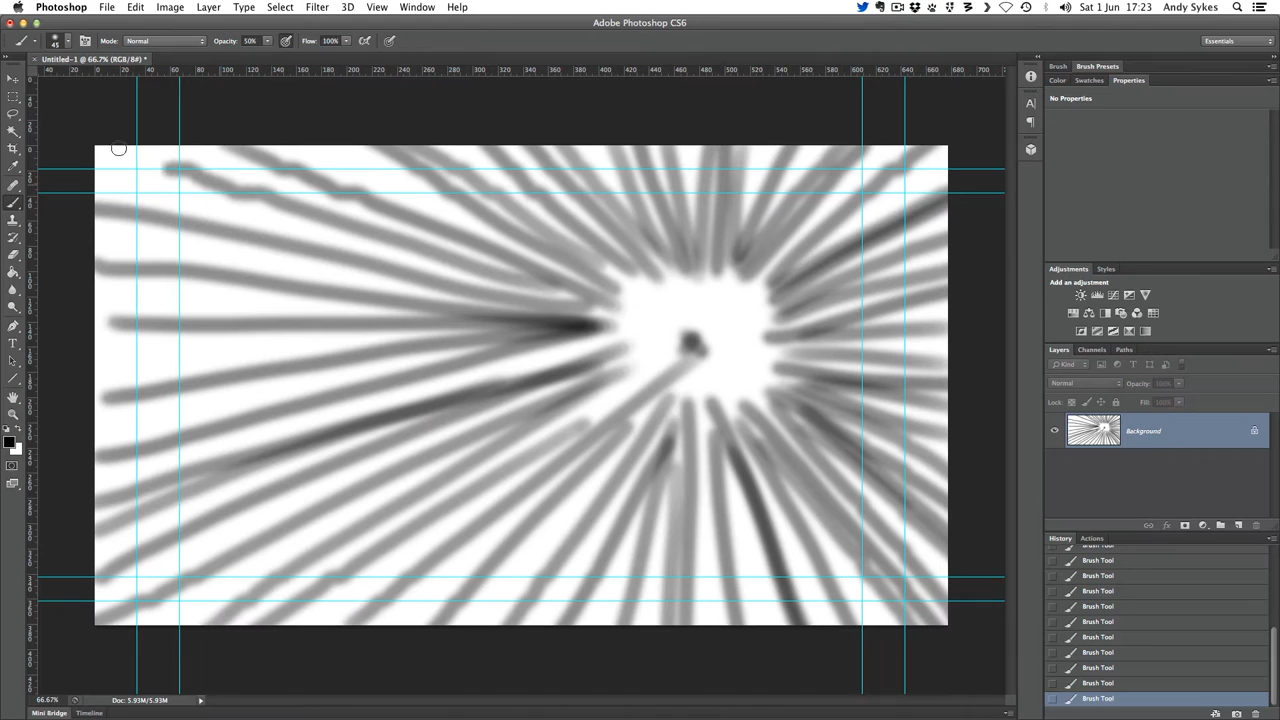 Photoshop File Edit Image Layer Type Select Filter 3D View Window Help Sat 1 Jun 17:23 Andy Sykes
Adobe Photoshop CS6
45 Mode: Normal Opacity: 50% Flow: 100% Essentials
× Untitled-1 @ 66.7% (RGB/8#) *
Brush Brush Presets
Color Swatches Properties
No Properties
Adjustments Styles
Add an adjustment
Layers Channels Paths
Kind
Normal Opacity: 100%
Lock: Fill: 100%
Background
History Actions
Brush Tool
Brush Tool
Brush Tool
Brush Tool
Brush Tool
Brush Tool
Brush Tool
Brush Tool
Brush Tool
Brush Tool
Brush Tool
66.67% Doc: 5.93M/5.93M
Mini Bridge Timeline